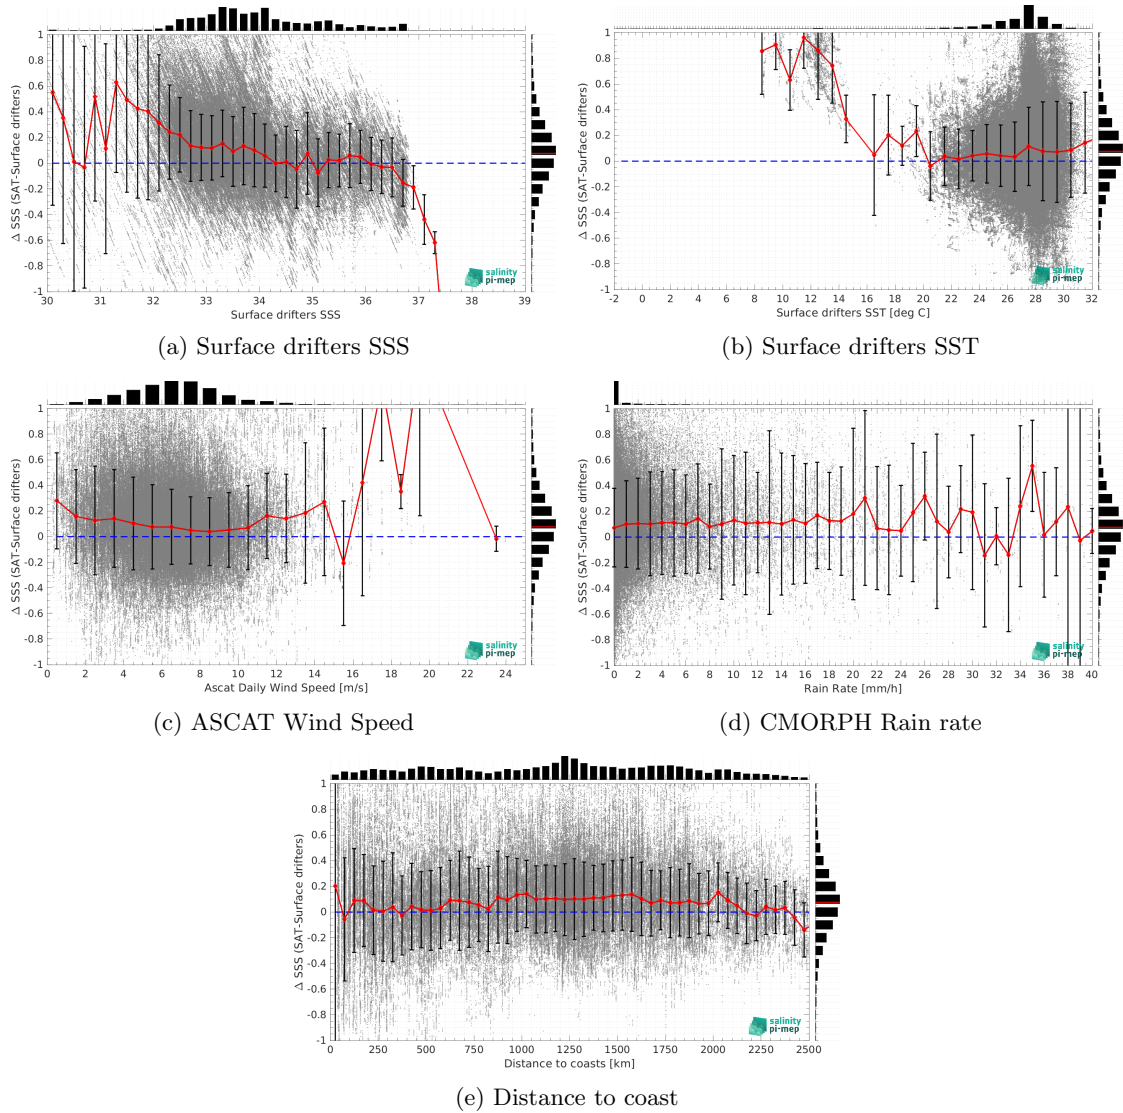 Δ SSS (SAT-Surface drifters)
1
0.8
0.6
0.4
0.2
0
-0.2
-0.4
-0.6
-0.8
-1
30 31 32 33 34 35 36 37 38 39
Surface drifters SSS
salinity
pi-mep
(a) Surface drifters SSS
Δ SSS (SAT-Surface drifters)
1
0.8
0.6
0.4
0.2
0
-0.2
-0.4
-0.6
-0.8
-1
-2 0 2 4 6 8 10 12 14 16 18 20 22 24 26 28 30 32
Surface drifters SST [deg C]
salinity
pi-mep
(b) Surface drifters SST
Δ SSS (SAT-Surface drifters)
1
0.8
0.6
0.4
0.2
0
-0.2
-0.4
-0.6
-0.8
-1
0 2 4 6 8 10 12 14 16 18 20 22 24
Ascat Daily Wind Speed [m/s]
salinity
pi-mep
(c) ASCAT Wind Speed
Δ SSS (SAT-Surface drifters)
1
0.8
0.6
0.4
0.2
0
-0.2
-0.4
-0.6
-0.8
-1
0 2 4 6 8 10 12 14 16 18 20 22 24 26 28 30 32 34 36 38 40
Rain Rate [mm/h]
salinity
pi-mep
(d) CMORPH Rain rate
Δ SSS (SAT-Surface drifters)
1
0.8
0.6
0.4
0.2
0
-0.2
-0.4
-0.6
-0.8
-1
0 250 500 750 1000 1250 1500 1750 2000 2250 2500
Distance to coasts [km]
salinity
pi-mep
(e) Distance to coast